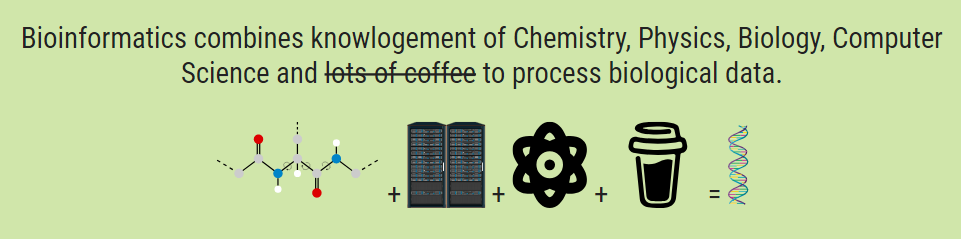 Bioinformatics combines knowlogement of Chemistry, Physics, Biology, Computer
Science and lots of coffee to process biological data.
+ + + =